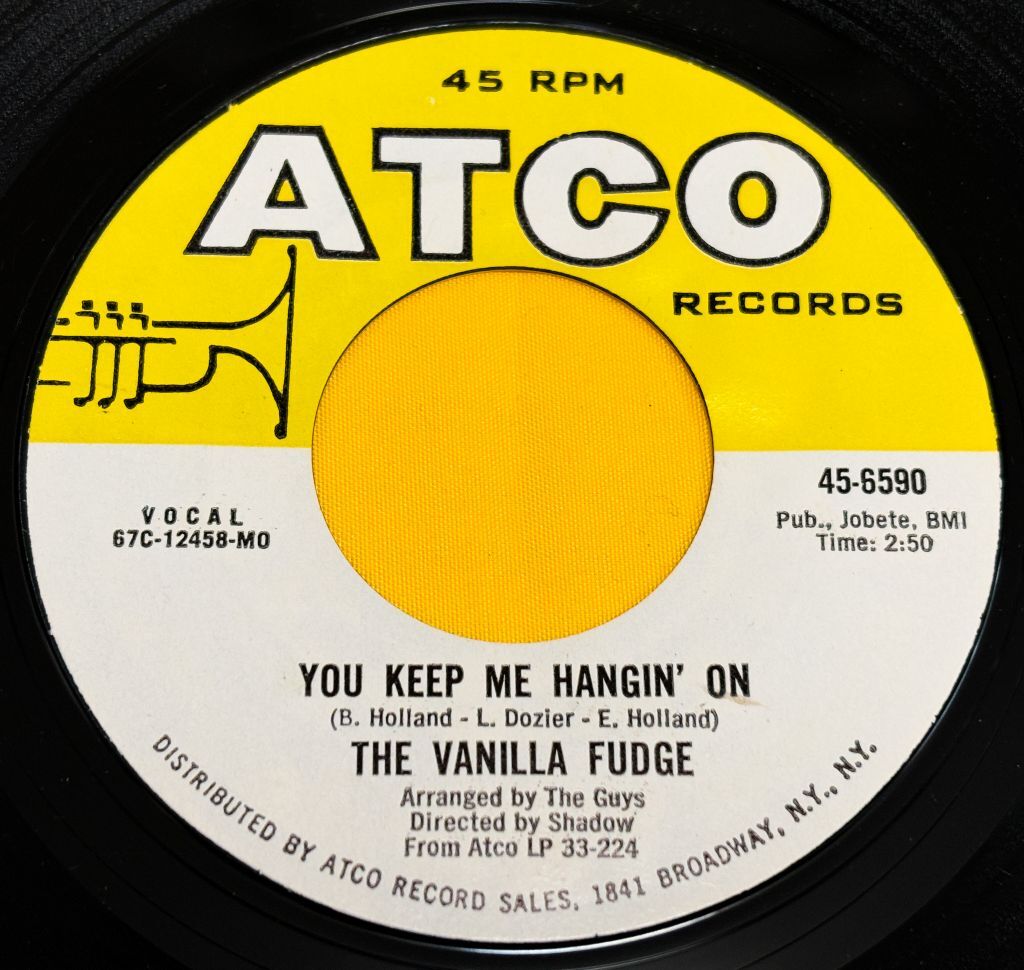 45 RPM
ATCO
RECORDS
45-6590
VOCAL
67C-12458-MO
Pub., Jobete, BMI
Time: 2:50
YOU KEEP ME HANGIN' ON
(B. Holland - L. Dozier - E. Holland)
THE VANILLA FUDGE
Arranged by The Guys
Directed by Shadow
From Atco LP 33-224
DISTRIBUTED BY ATCO RECORD SALES, 1841 BROADWAY, N.Y., N.Y.